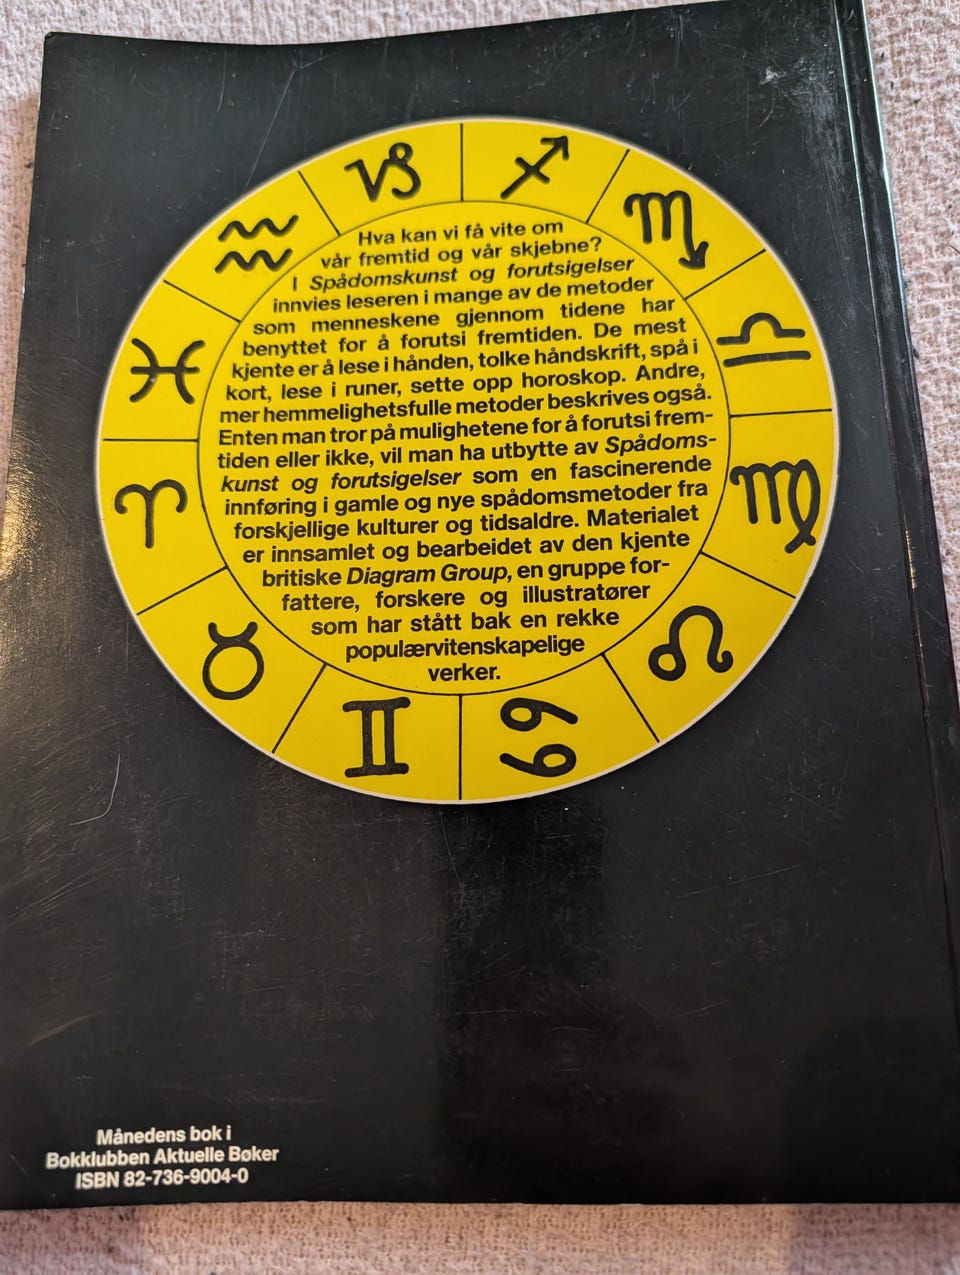 Hva kan vi få vite om
vår fremtid og vår skjebne?
I Spådomskunst og forutsigelser
innvies leseren i mange av de metoder
som menneskene gjennom tidene har
benyttet for å forutsi fremtiden. De mest
kjente er å lese i hånden, tolke håndskrift, spå i
kort, lese i runer, sette opp horoskop. Andre,
mer hemmelighetsfulle metoder beskrives også.
Enten man tror på mulighetene for å forutsi frem-
tiden eller ikke, vil man ha utbytte av Spådoms-
kunst og forutsigelser som en fascinerende
innføring i gamle og nye spådomsmetoder fra
forskjellige kulturer og tidsaldre. Materialet
er innsamlet og bearbeidet av den kjente
britiske Diagram Group, en gruppe for-
fattere, forskere og illustratører
som har stått bak en rekke
populærvitenskapelige
verker.
Månedens bok i
Bokklubben Aktuelle Bøker
ISBN 82-736-9004-0